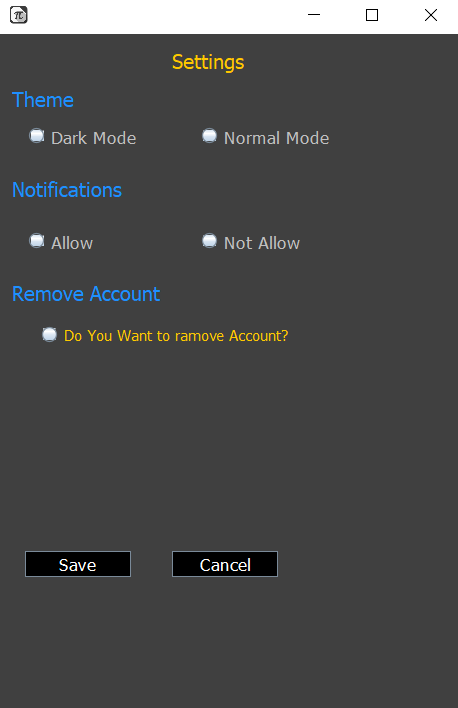 Settings
Theme
Dark Mode Normal Mode
Notifications
Allow Not Allow
Remove Account
Do You Want to ramove Account?
Save Cancel